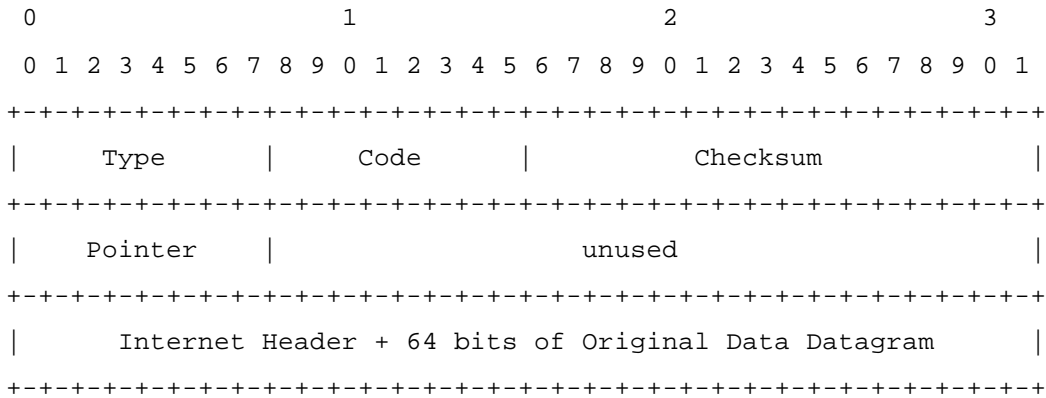 0                   1                   2                   3
 0 1 2 3 4 5 6 7 8 9 0 1 2 3 4 5 6 7 8 9 0 1 2 3 4 5 6 7 8 9 0 1
+-+-+-+-+-+-+-+-+-+-+-+-+-+-+-+-+-+-+-+-+-+-+-+-+-+-+-+-+-+-+-+-+
|     Type      |     Code      |          Checksum             |
+-+-+-+-+-+-+-+-+-+-+-+-+-+-+-+-+-+-+-+-+-+-+-+-+-+-+-+-+-+-+-+-+
|    Pointer    |                   unused                      |
+-+-+-+-+-+-+-+-+-+-+-+-+-+-+-+-+-+-+-+-+-+-+-+-+-+-+-+-+-+-+-+-+
|      Internet Header + 64 bits of Original Data Datagram      |
+-+-+-+-+-+-+-+-+-+-+-+-+-+-+-+-+-+-+-+-+-+-+-+-+-+-+-+-+-+-+-+-+